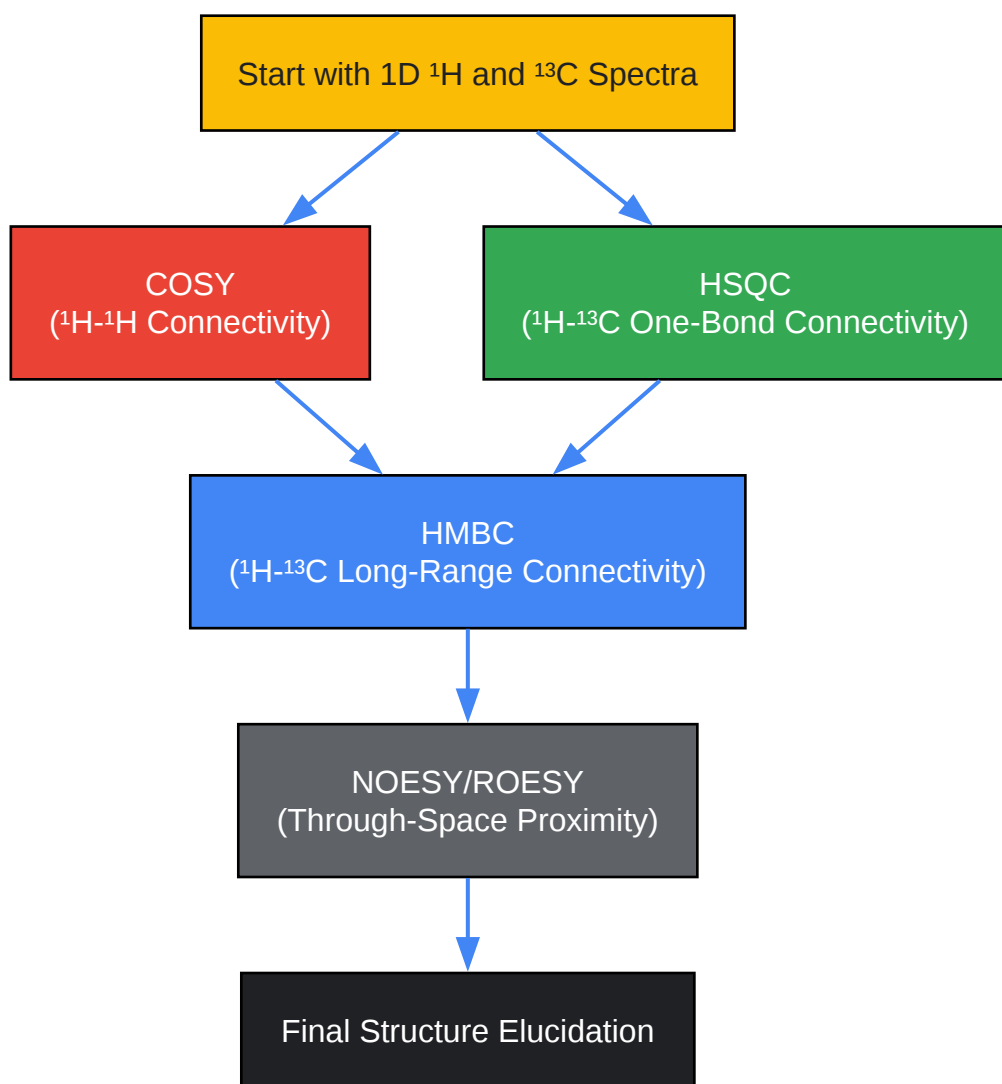 Start with 1D ¹H and ¹³C Spectra
COSY
(¹H-¹H Connectivity)
HSQC
(¹H-¹³C One-Bond Connectivity)
HMBC
(¹H-¹³C Long-Range Connectivity)
NOESY/ROESY
(Through-Space Proximity)
Final Structure Elucidation